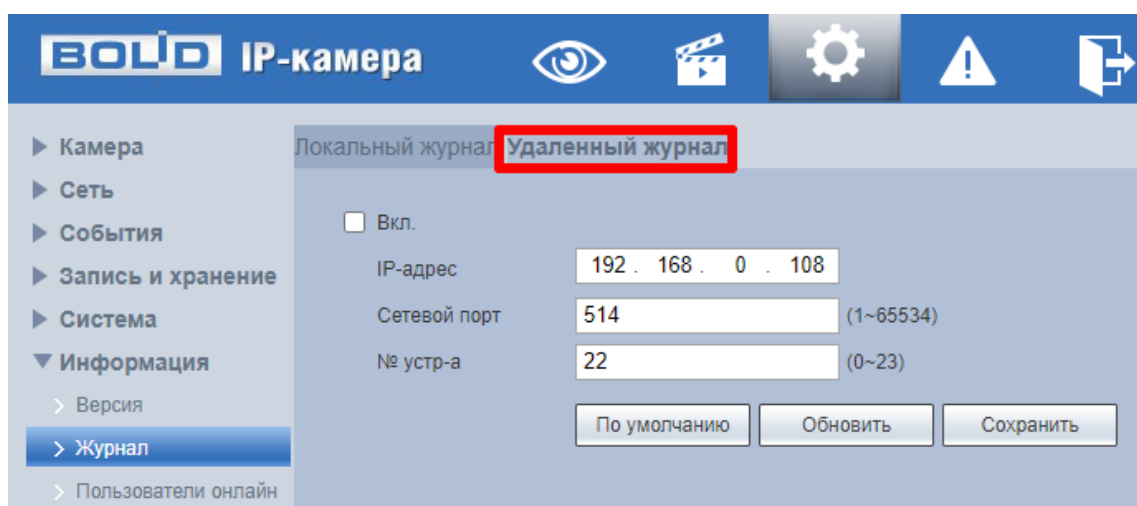 BOLID IP-камера
Камера
Сеть
События
Запись и хранение
Система
Информация
Версия
Журнал
Пользователи онлайн
Локальный журнал Удаленный журнал
Вкл.
IP-адрес 192 . 168 . 0 . 108
Сетевой порт 514 (1~65534)
№ устр-а 22 (0~23)
По умолчанию Обновить Сохранить